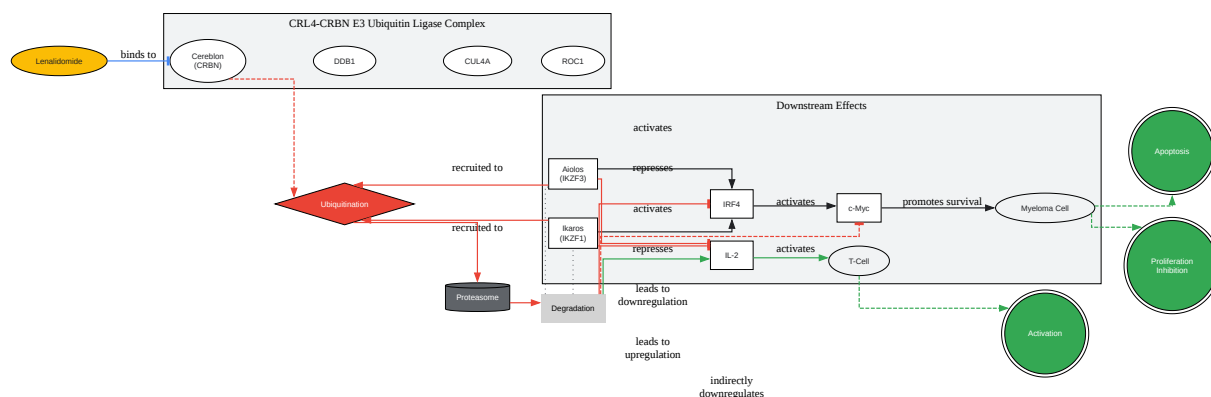 CRL4-CRBN E3 Ubiquitin Ligase Complex
Lenalidomide
binds to
Cereblon
(CRBN)
DDB1
CUL4A
ROC1
Downstream Effects
activates
Apoptosis
recruited to
Aiolos
(IKZF3)
represses
Ubiquitination
IRF4
activates
c-Myc
promotes survival
Myeloma Cell
activates
recruited to
Ikaros
(IKZF1)
represses
IL-2
activates
T-Cell
Proliferation
Inhibition
leads to
downregulation
Proteasome
Degradation
Activation
leads to
upregulation
indirectly
downregulates